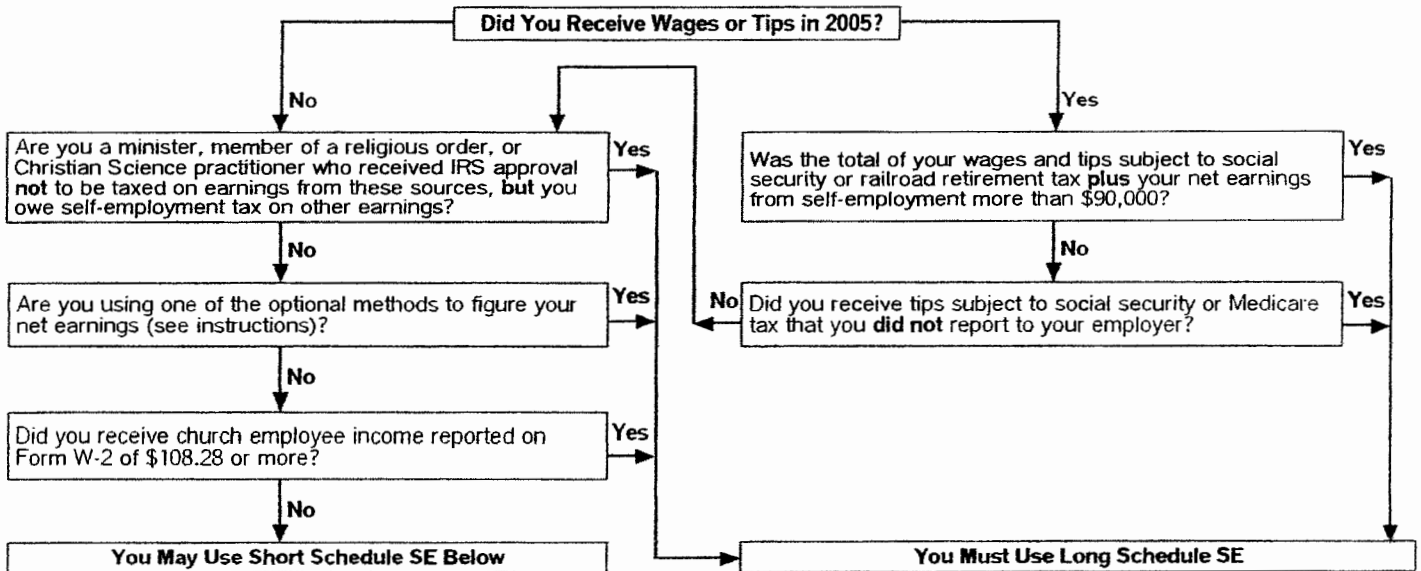 Did You Receive Wages or Tips in 2005?
No
Yes
Are you a minister, member of a religious order, or
Christian Science practitioner who received IRS approval
not to be taxed on earnings from these sources, but you
owe self-employment tax on other earnings?
Yes
Was the total of your wages and tips subject to social
security or railroad retirement tax plus your net earnings
from self-employment more than $90,000?
Yes
No
No
Are you using one of the optional methods to figure your
net earnings (see instructions)?
Yes
No
Did you receive tips subject to social security or Medicare
tax that you did not report to your employer?
Yes
No
Did you receive church employee income reported on
Form W-2 of $108.28 or more?
Yes
No
You May Use Short Schedule SE Below
You Must Use Long Schedule SE